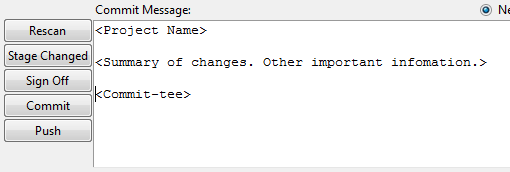 Commit Message:
Ne
Rescan
<Project Name>
Stage Changed
<Summary of changes. Other important infomation.>
Sign Off
<Commit-tee>
Commit
Push